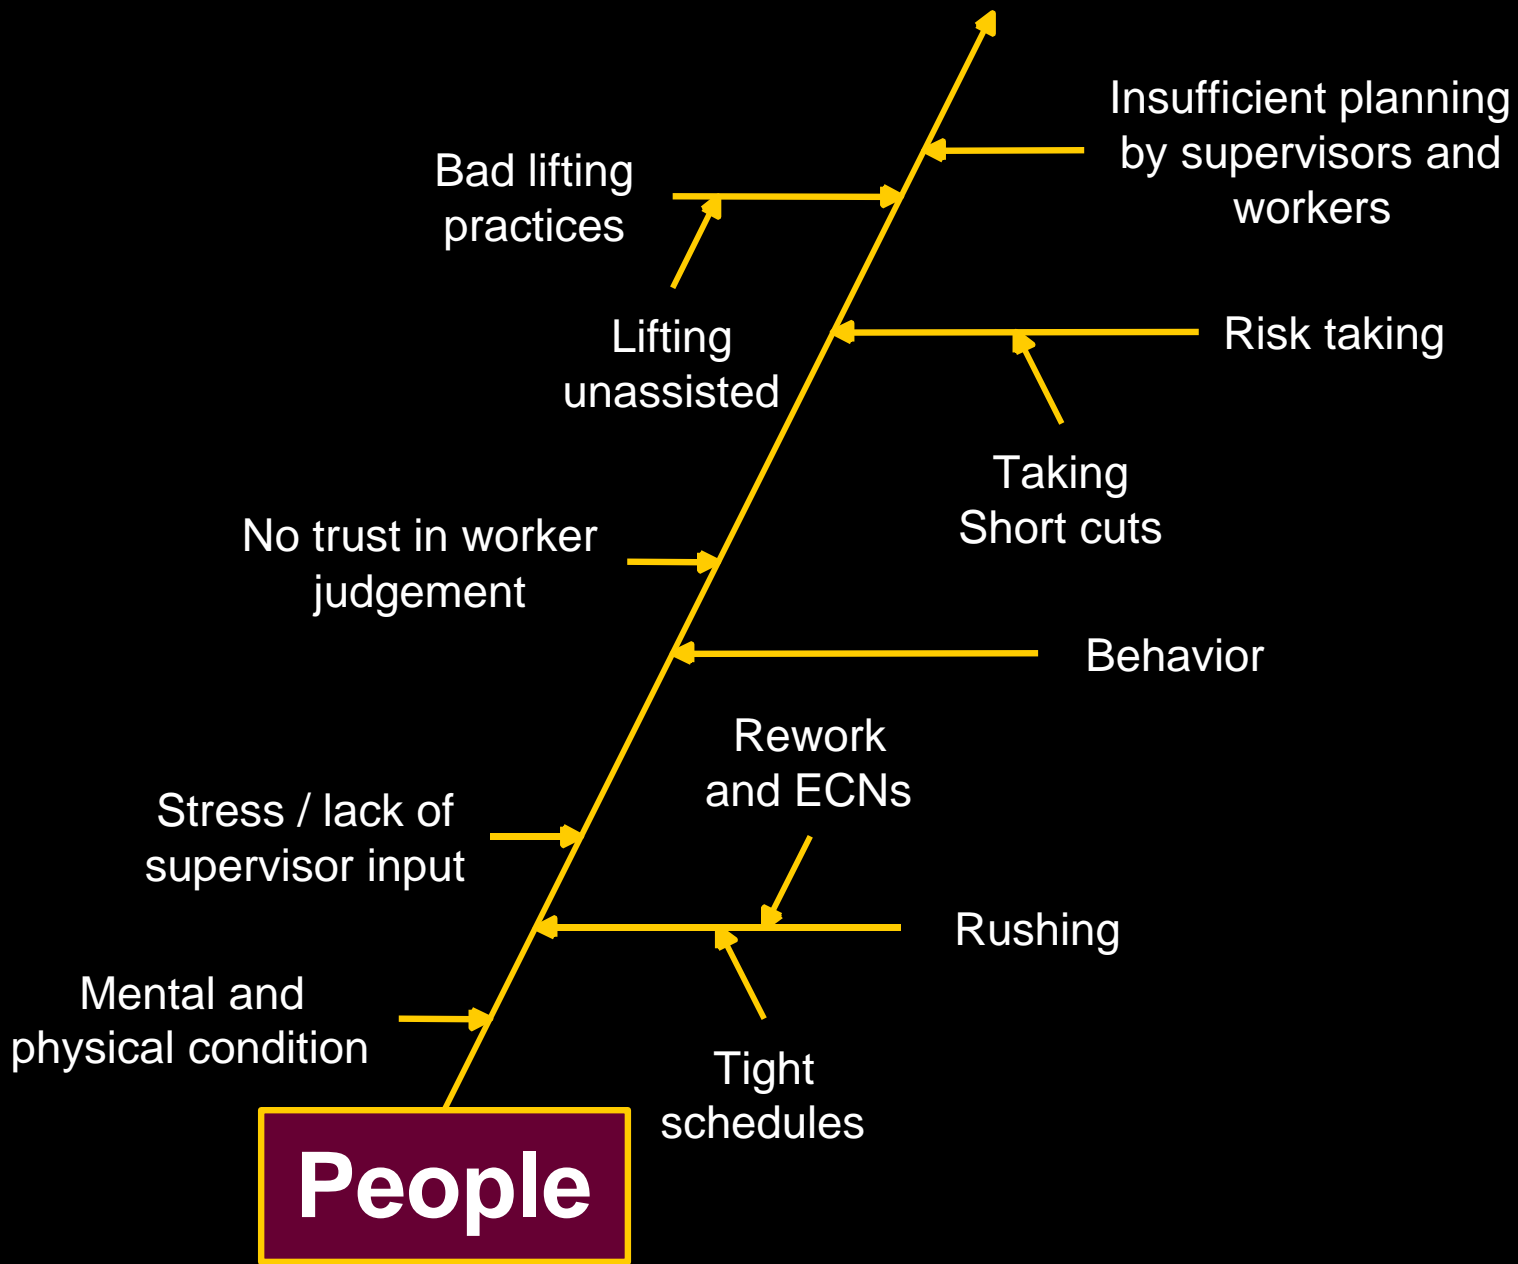 Insufficient planning
by supervisors and
workers
Bad lifting
practices
Lifting
unassisted
Risk taking
Taking
Short cuts
No trust in worker
judgement
Behavior
Rework
and ECNs
Stress / lack of
supervisor input
Rushing
Mental and
physical condition
Tight
schedules
People